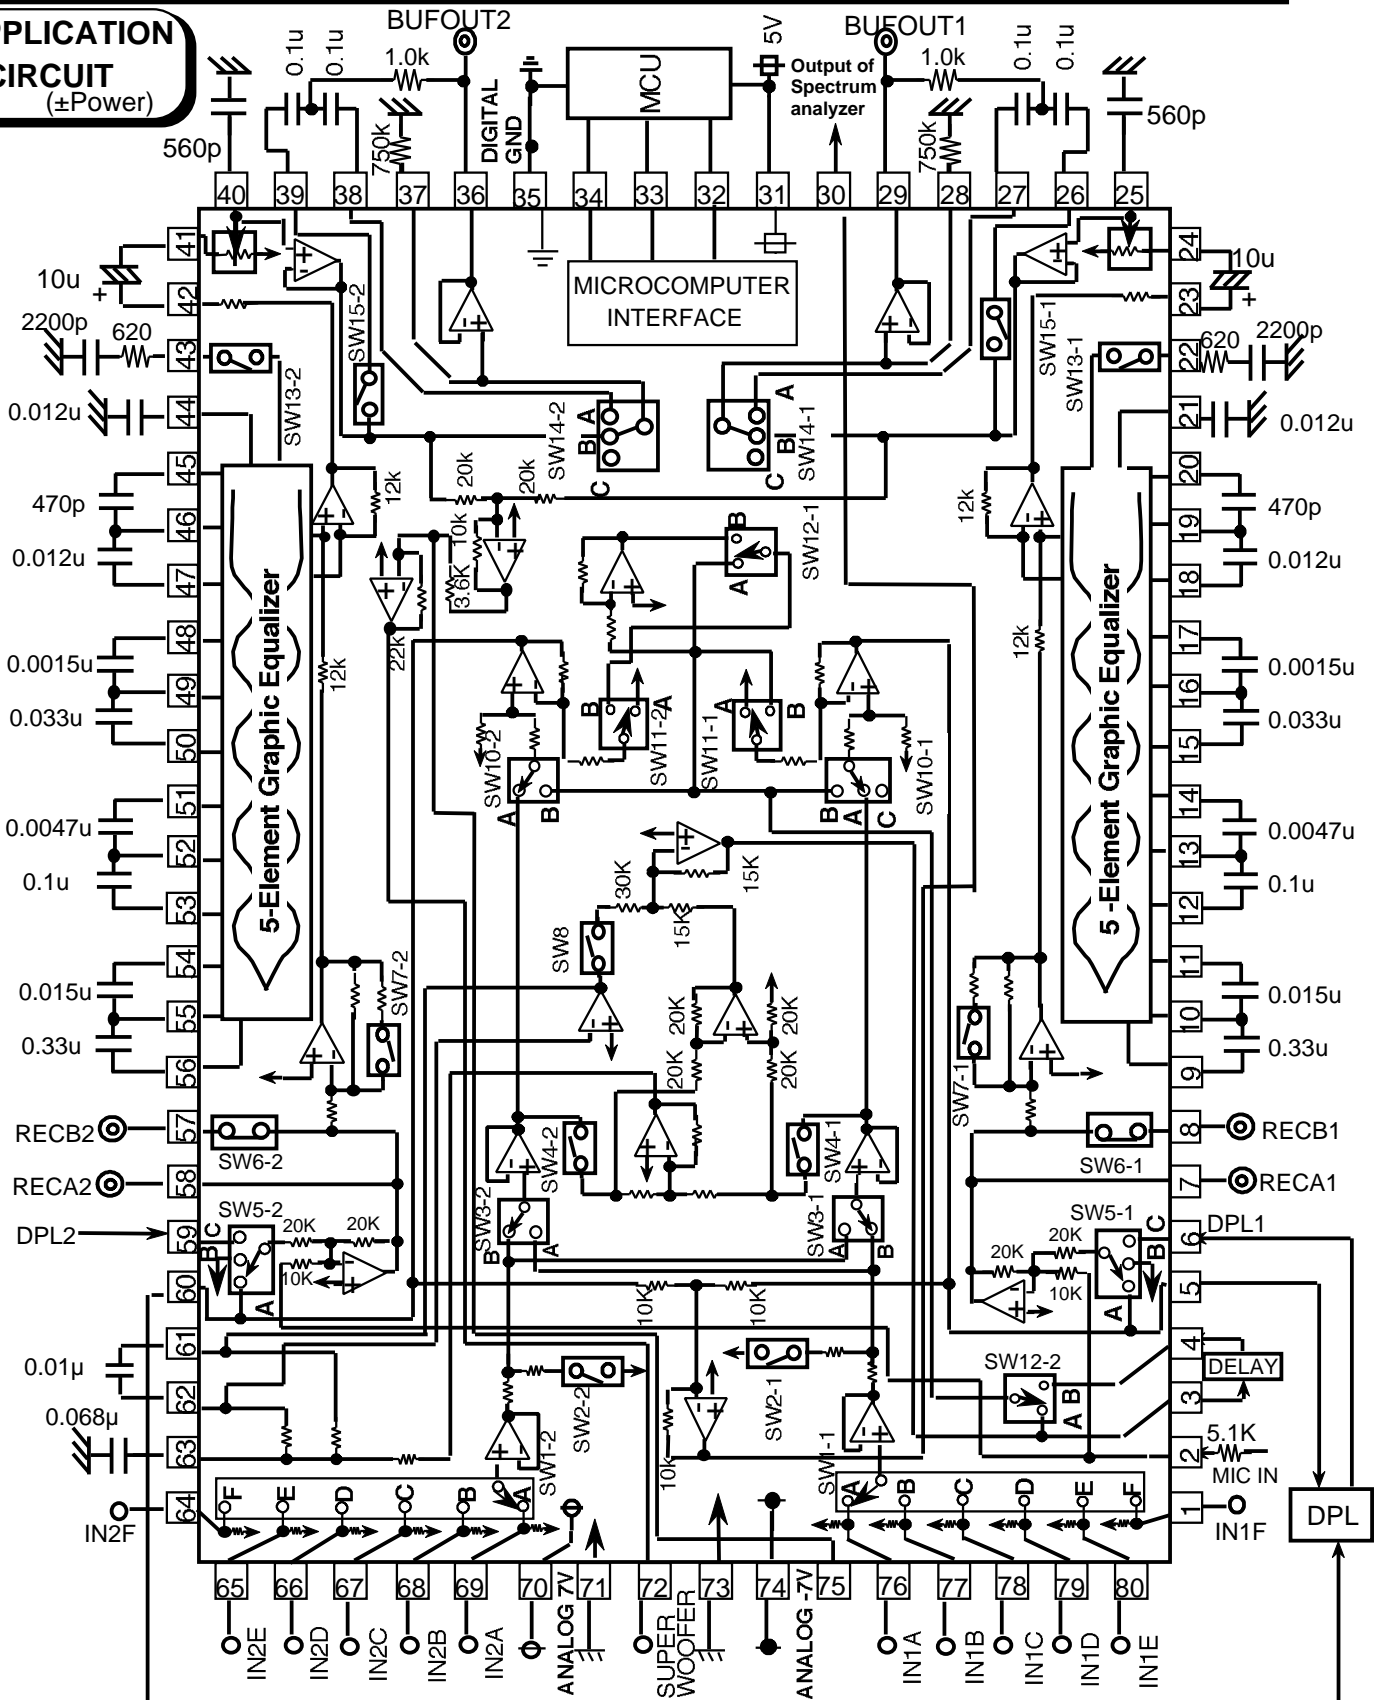 PPLICATION
CIRCUIT
(±Power)
BUFOUT2
BUFOUT1
0.1u
0.1u
1.0k
5V
1.0k
0.1u
0.1u
MCU
Output of
Spectrum
analyzer
560p
750k
DIGITAL
GND
750k
560p
40
39
38
37
36
35
34
33
32
31
30
29
28
27
26
25
41
24
10u
+
42
SW15-2
MICROCOMPUTER
INTERFACE
SW15-1
10u
+
23
2200p
620
43
SW13-2
SW13-1
22
620
2200p
0.012u
44
SW14-2
A
B
C
A
B
C
SW14-1
21
0.012u
45
20
470p
46
12k
20k
20k
12k
19
470p
0.012u
47
10k
3.6K
B
A
SW12-1
18
0.012u
5-Element Graphic Equalizer
5 -Element Graphic Equalizer
48
17
0.0015u
49
12k
22k
12k
16
0.0015u
0.033u
50
SW10-2
B
A
SW11-2
SW11-1
A
B
SW10-1
15
0.033u
51
A
B
B
A
C
14
0.0047u
52
13
0.0047u
0.1u
53
30K
15K
15K
12
0.1u
54
SW7-2
SW8
11
0.015u
55
20K
20K
10
0.015u
0.33u
56
20K
20K
SW7-1
9
0.33u
RECB2
57
SW6-2
SW4-2
SW4-1
SW6-1
8
RECB1
RECA2
58
SW3-2
SW3-1
7
RECA1
DPL2
59
SW5-2
C
B
A
20K
20K
10K
B
A
A
B
SW5-1
C
B
A
20K
20K
10K
6
DPL1
60
10K
10K
5
61
4
0.01µ
62
SW2-2
SW2-1
SW12-2
B
A
DELAY
3
0.068µ
63
SW1-2
10k
SW1-1
2
5.1K
MIC IN
64
F
E
D
C
B
A
A
B
C
D
E
F
1
IN2F
IN1F
DPL
65
66
67
68
69
70
71
72
73
74
75
76
77
78
79
80
IN2E
IN2D
IN2C
IN2B
IN2A
ANALOG 7V
SUPER
WOOFER
ANALOG -7V
IN1A
IN1B
IN1C
IN1D
IN1E